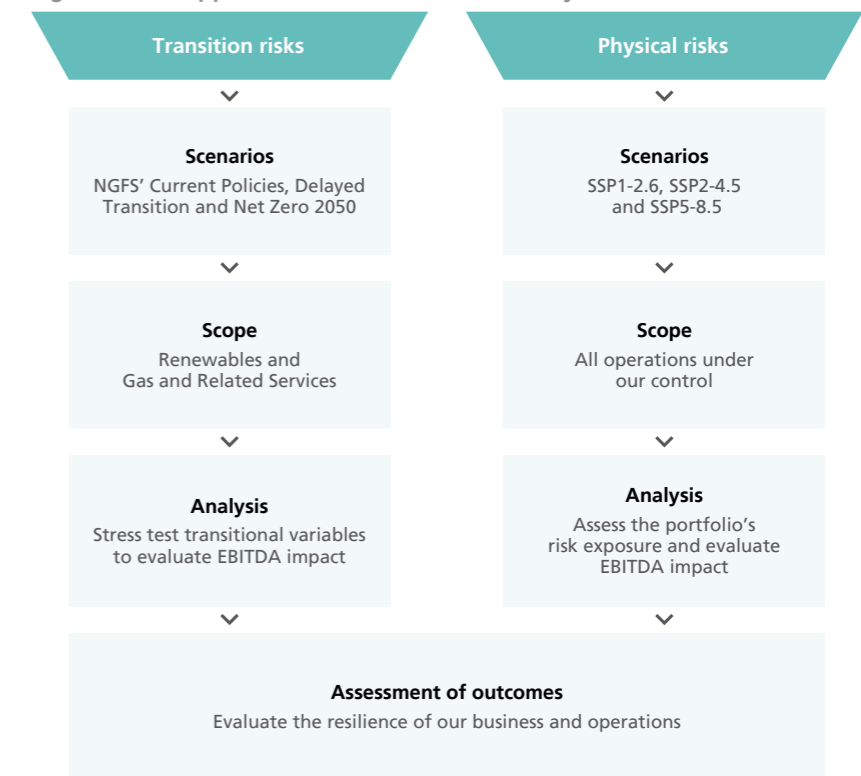 Transition risks
Scenarios
NGFS' Current Policies, Delayed
Transition and Net Zero 2050
Scope
Renewables and
Gas and Related Services
Analysis
Stress test transitional variables
to evaluate EBITDA impact
Physical risks
Scenarios
SSP1-2.6, SSP2-4.5
and SSP5-8.5
Scope
All operations under
our control
Analysis
Assess the portfolio's
risk exposure and evaluate
EBITDA impact
Assessment of outcomes
Evaluate the resilience of our business and operations